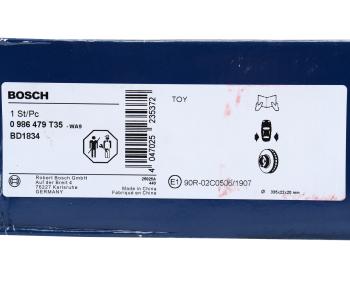 BOSCH
1 St/Pc
0 986 479 T35 -WA9
BD1834
4 047025 235372
TOY
Robert Bosch GmbH
Auf der Breit 4
76227 Karlsruhe
GERMANY
Made in China
Fabriqué en China
E1 90R-02C0506/1907